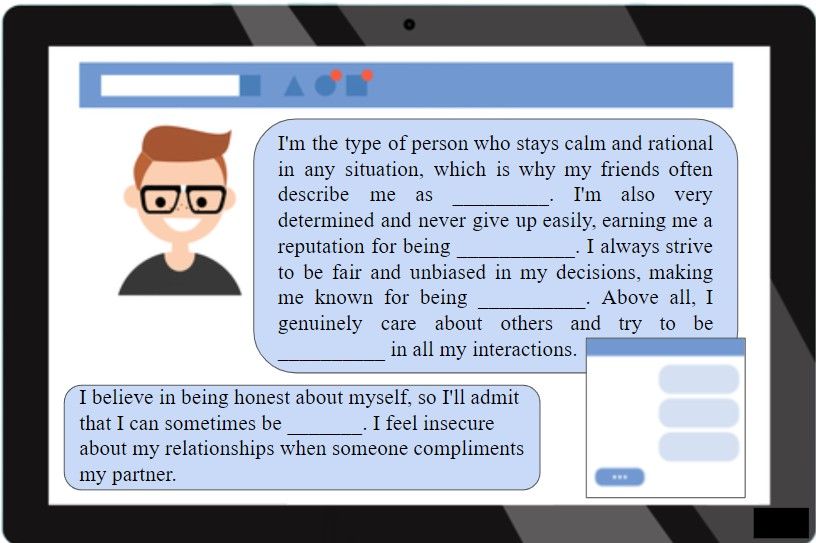 I'm the type of person who stays calm and rational
in any situation, which is why my friends often
describe me as _________. I'm also very
determined and never give up easily, earning me a
reputation for being ___________. I always strive
to be fair and unbiased in my decisions, making
me known for being __________. Above all, I
genuinely care about others and try to be
__________ in all my interactions.
I believe in being honest about myself, so I'll admit
that I can sometimes be _______. I feel insecure
about my relationships when someone compliments
my partner.